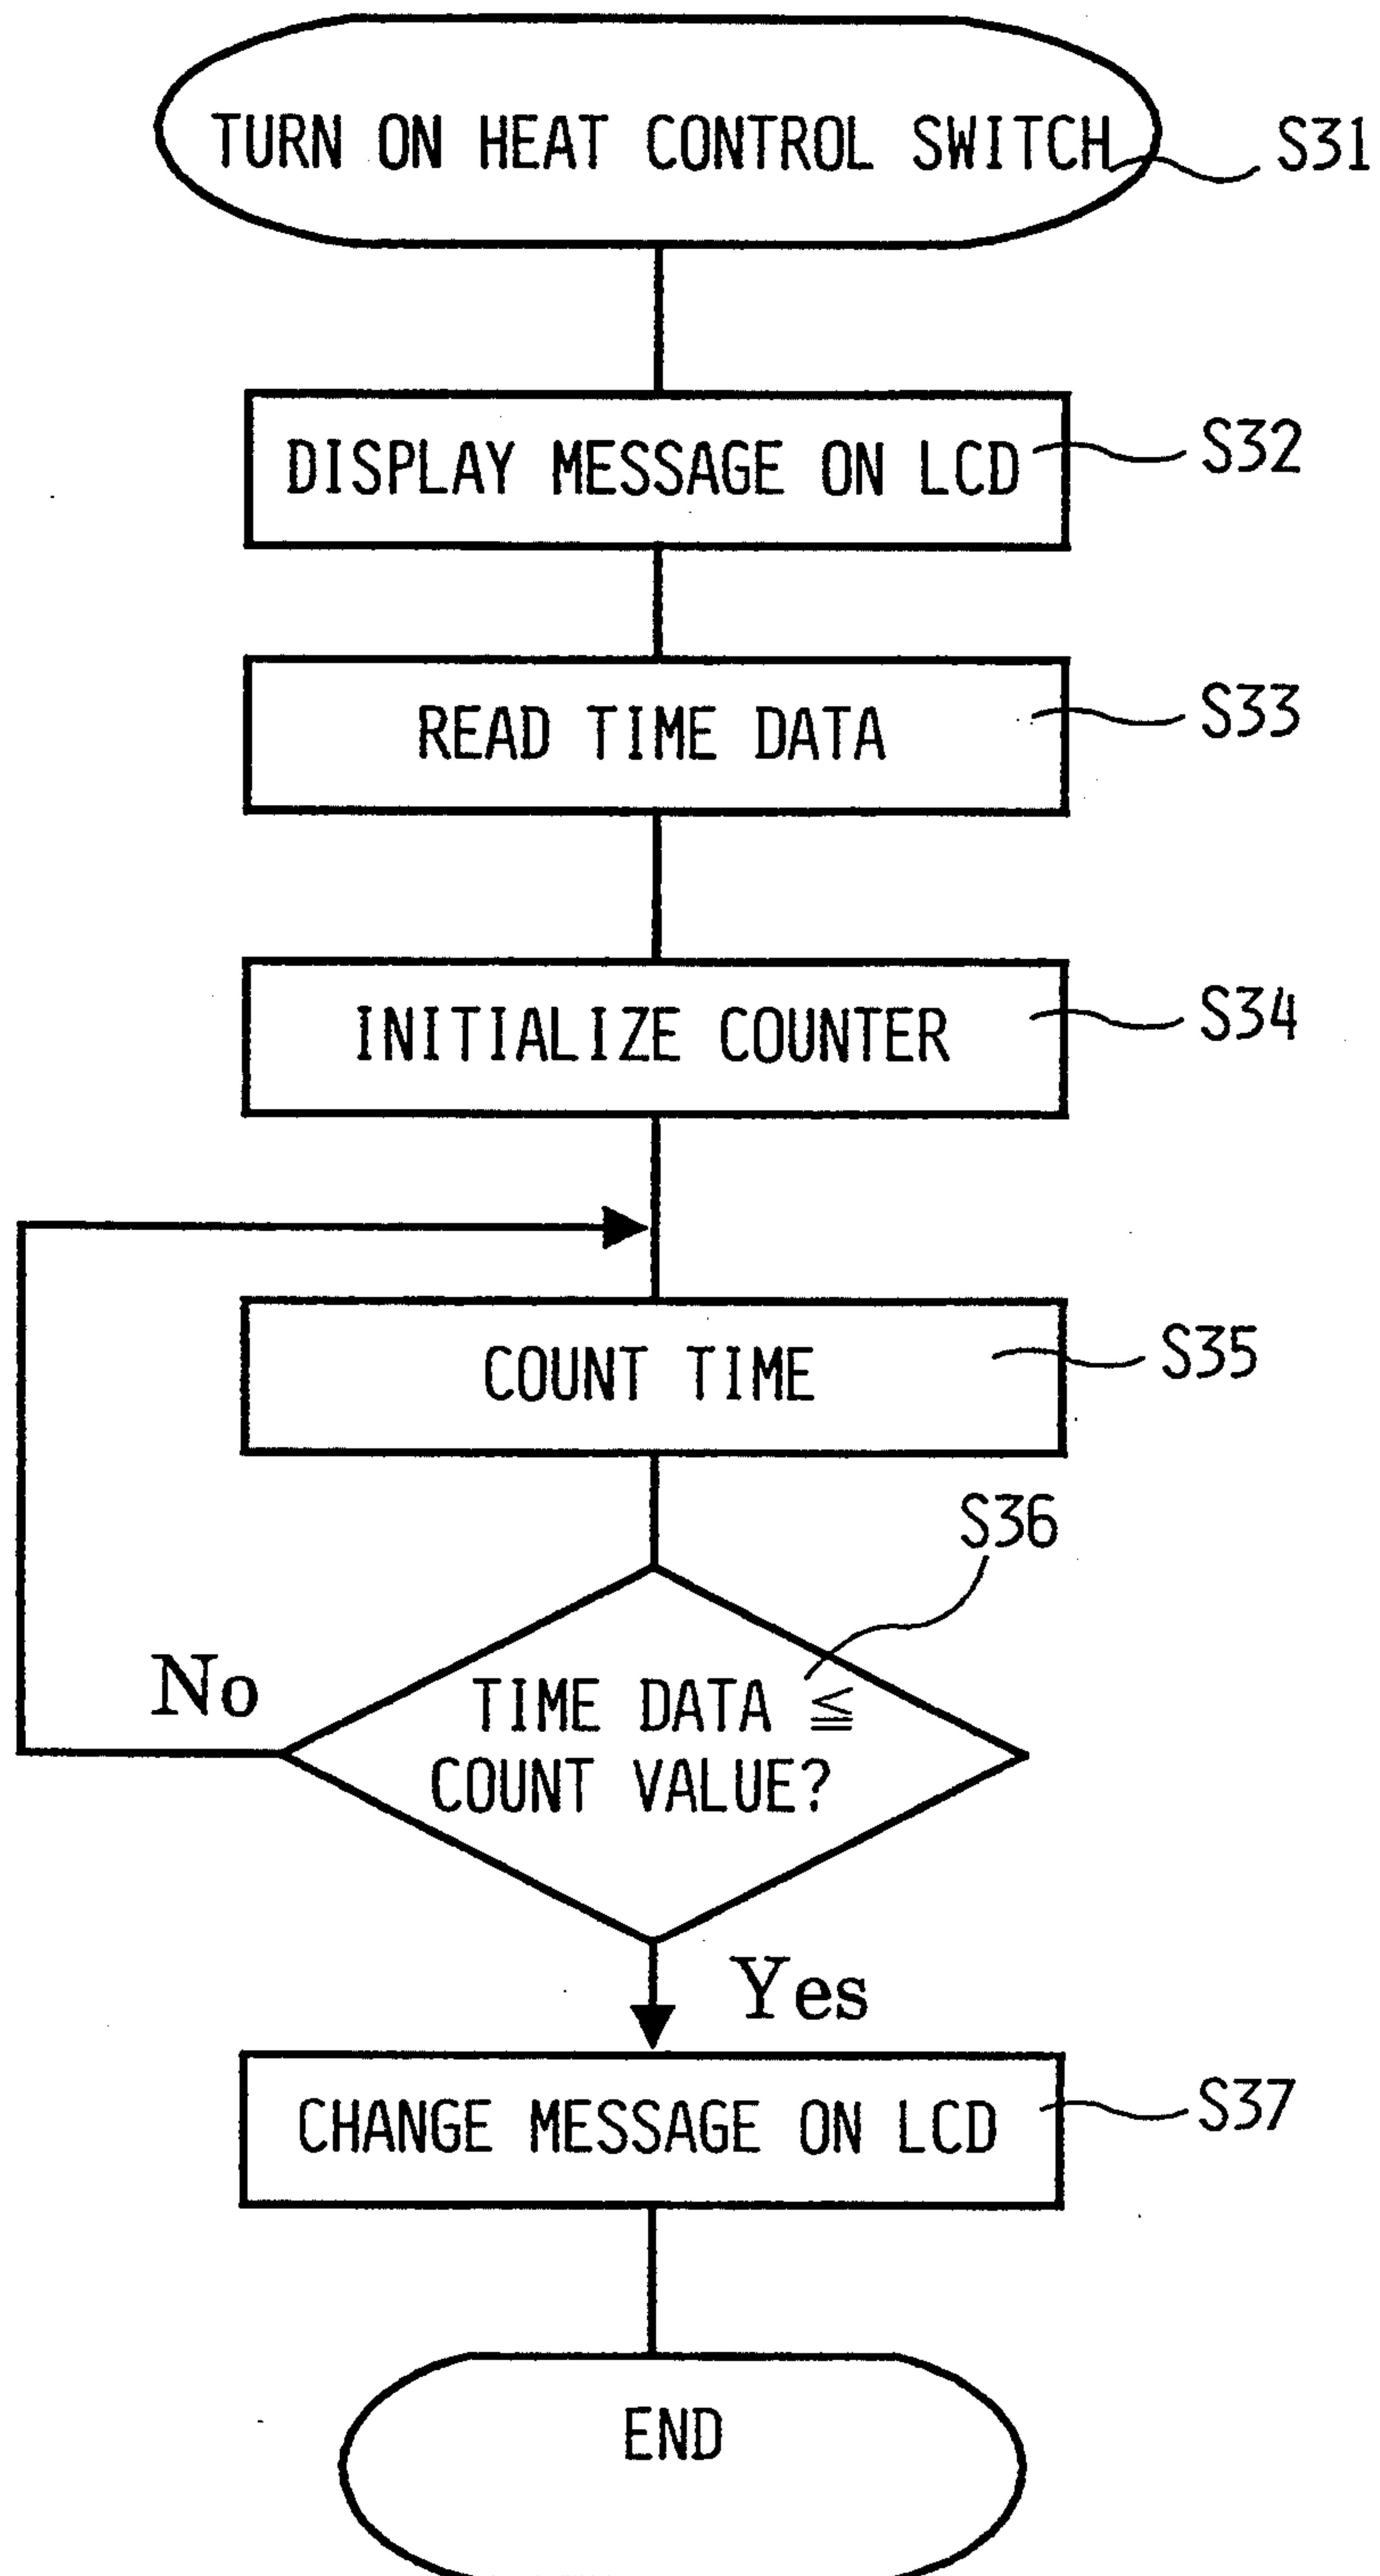 TURN ON HEAT CONTROL SWITCH
S31
DISPLAY MESSAGE ON LCD
S32
READ TIME DATA
S33
INITIALIZE COUNTER
S34
COUNT TIME
S35
S36
No
TIME DATA ≦
COUNT VALUE?
Yes
CHANGE MESSAGE ON LCD
S37
END